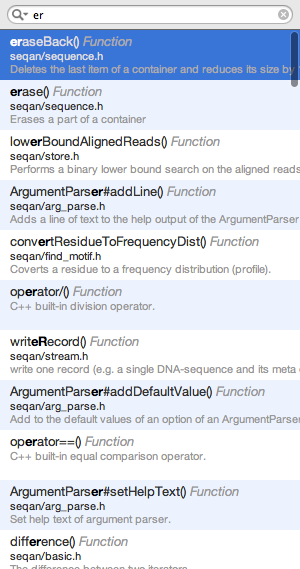 er
eraseBack() Function
seqan/sequence.h
Deletes the last item of a container and reduces its size by
erase() Function
seqan/sequence.h
Erases a part of a container
lowerBoundAlignedReads() Function
seqan/store.h
Performs a binary lower bound search on the aligned reads
ArgumentParser#addLine() Function
seqan/arg_parse.h
Adds a line of text to the help output of the ArgumentParser
convertResidueToFrequencyDist() Function
seqan/find_motif.h
Coverts a residue to a frequency distribution (profile).
operator/() Function
C++ built-in division operator.
writeRecord() Function
seqan/stream.h
write one record (e.g. a single DNA-sequence and its meta
ArgumentParser#addDefaultValue() Function
seqan/arg_parse.h
Add to the default values of an option of an ArgumentParser
operator==() Function
C++ built-in equal comparison operator.
ArgumentParser#setHelpText() Function
seqan/arg_parse.h
Set help text of argument parser.
difference() Function
seqan/basic.h
The difference between two iterators